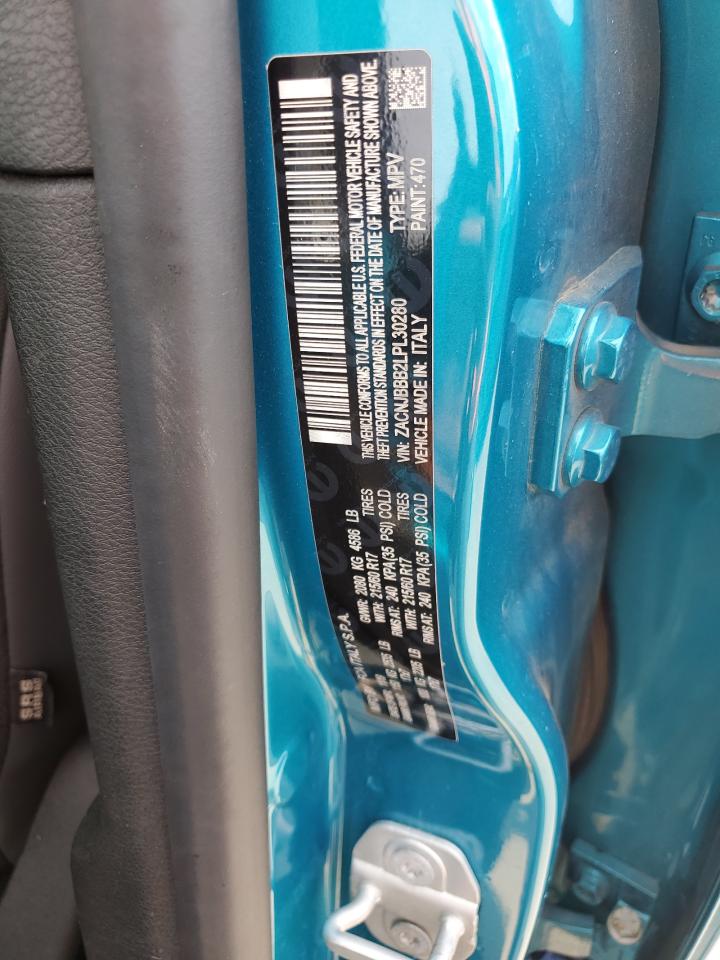 FCA ITALY S.P.A.
GVWR: 2080 KG 4586 LB
WITH: 215/60 R17 TIRES
RIMS AT: 240 KPA(35 PSI) COLD
WITH: 215/60 R17 TIRES
RIMS AT: 240 KPA(35 PSI) COLD
THIS VEHICLE CONFORMS TO ALL APPLICABLE U.S. FEDERAL MOTOR VEHICLE SAFETY AND
THEFT PREVENTION STANDARDS IN EFFECT ON THE DATE OF MANUFACTURE SHOWN ABOVE.
VIN: ZACNJBBB2LPL30280 TYPE: MPV
VEHICLE MADE IN: ITALY PAINT: 470
SRS
AIRBAG